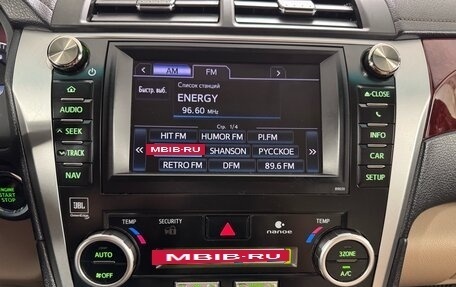 AM
FM
Список станций
Быстр. выб.
ENERGY
96.60 MHz
Стр. 1/4
HIT FM
HUMOR FM
PI.FM
MBIB-RU
SHANSON
РУССКОЕ
RETRO FM
DFM
89.6 FM
AUDIO
SEEK
TRACK
NAV
CLOSE
INFO
CAR
SETUP
ENGINE
START
STOP
JBL
TEMP
SECURITY
nanoe
TEMP
AUTO
OFF
MBIB-RU
3ZONE
A/C